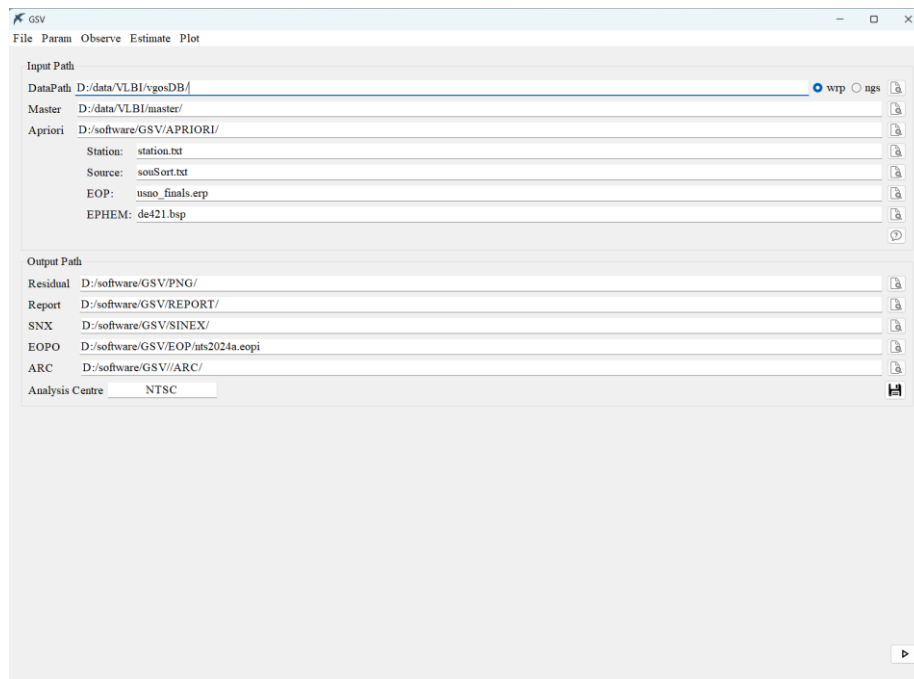 GSV
File Param Observe Estimate Plot
Input Path
DataPath D:/data/VLBI/vgosDB/ wrp ngs
Master D:/data/VLBI/master/
Apriori D:/software/GSV/APRIORI/
Station: station.txt
Source: souSort.txt
EOP: usno_finals.erp
EPHEM: de421.bsp
Output Path
Residual D:/software/GSV/PNG/
Report D:/software/GSV/REPORT/
SNX D:/software/GSV/SINEX/
EOPO D:/software/GSV/EOP/nts2024a.eopi
ARC D:/software/GSV//ARC/
Analysis Centre NTSC